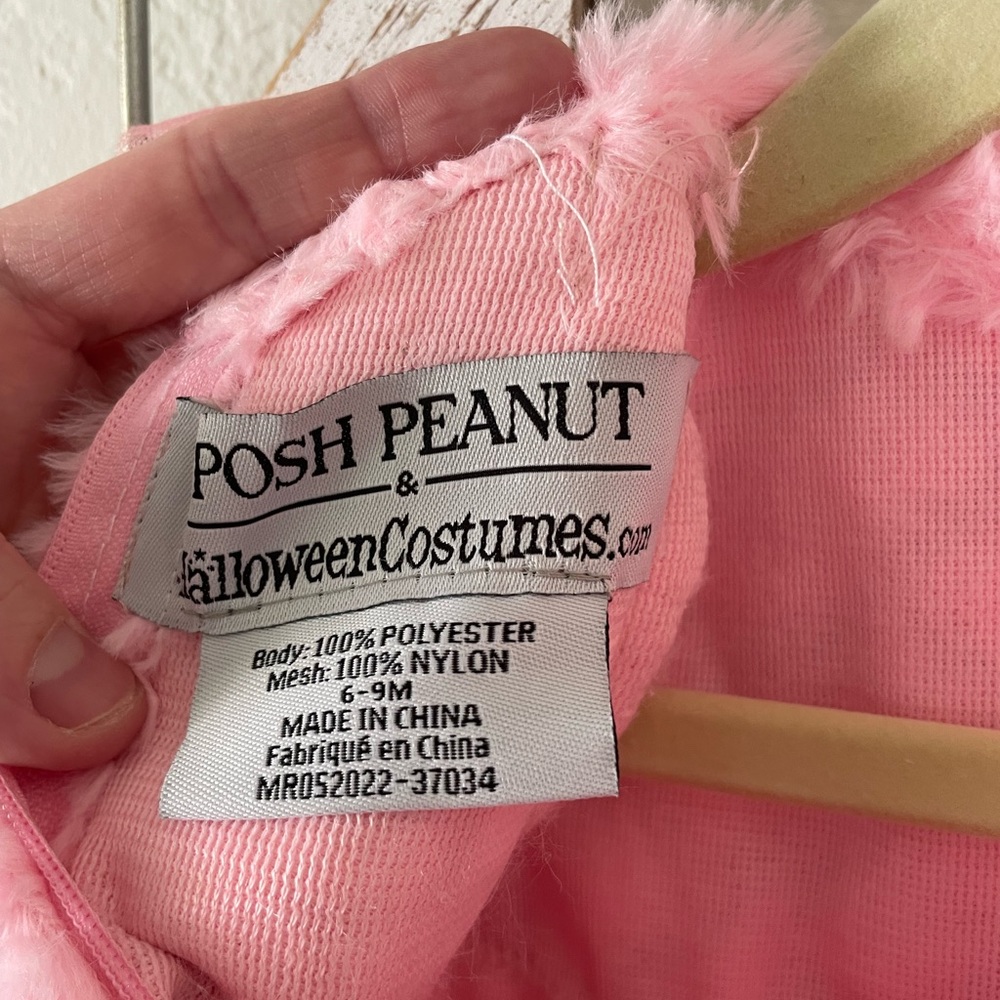 POSH PEANUT
&
HalloweenCostumes.com
Body: 100% POLYESTER
Mesh: 100% NYLON
6-9M
MADE IN CHINA
Fabriqué en China
MR052022-37034